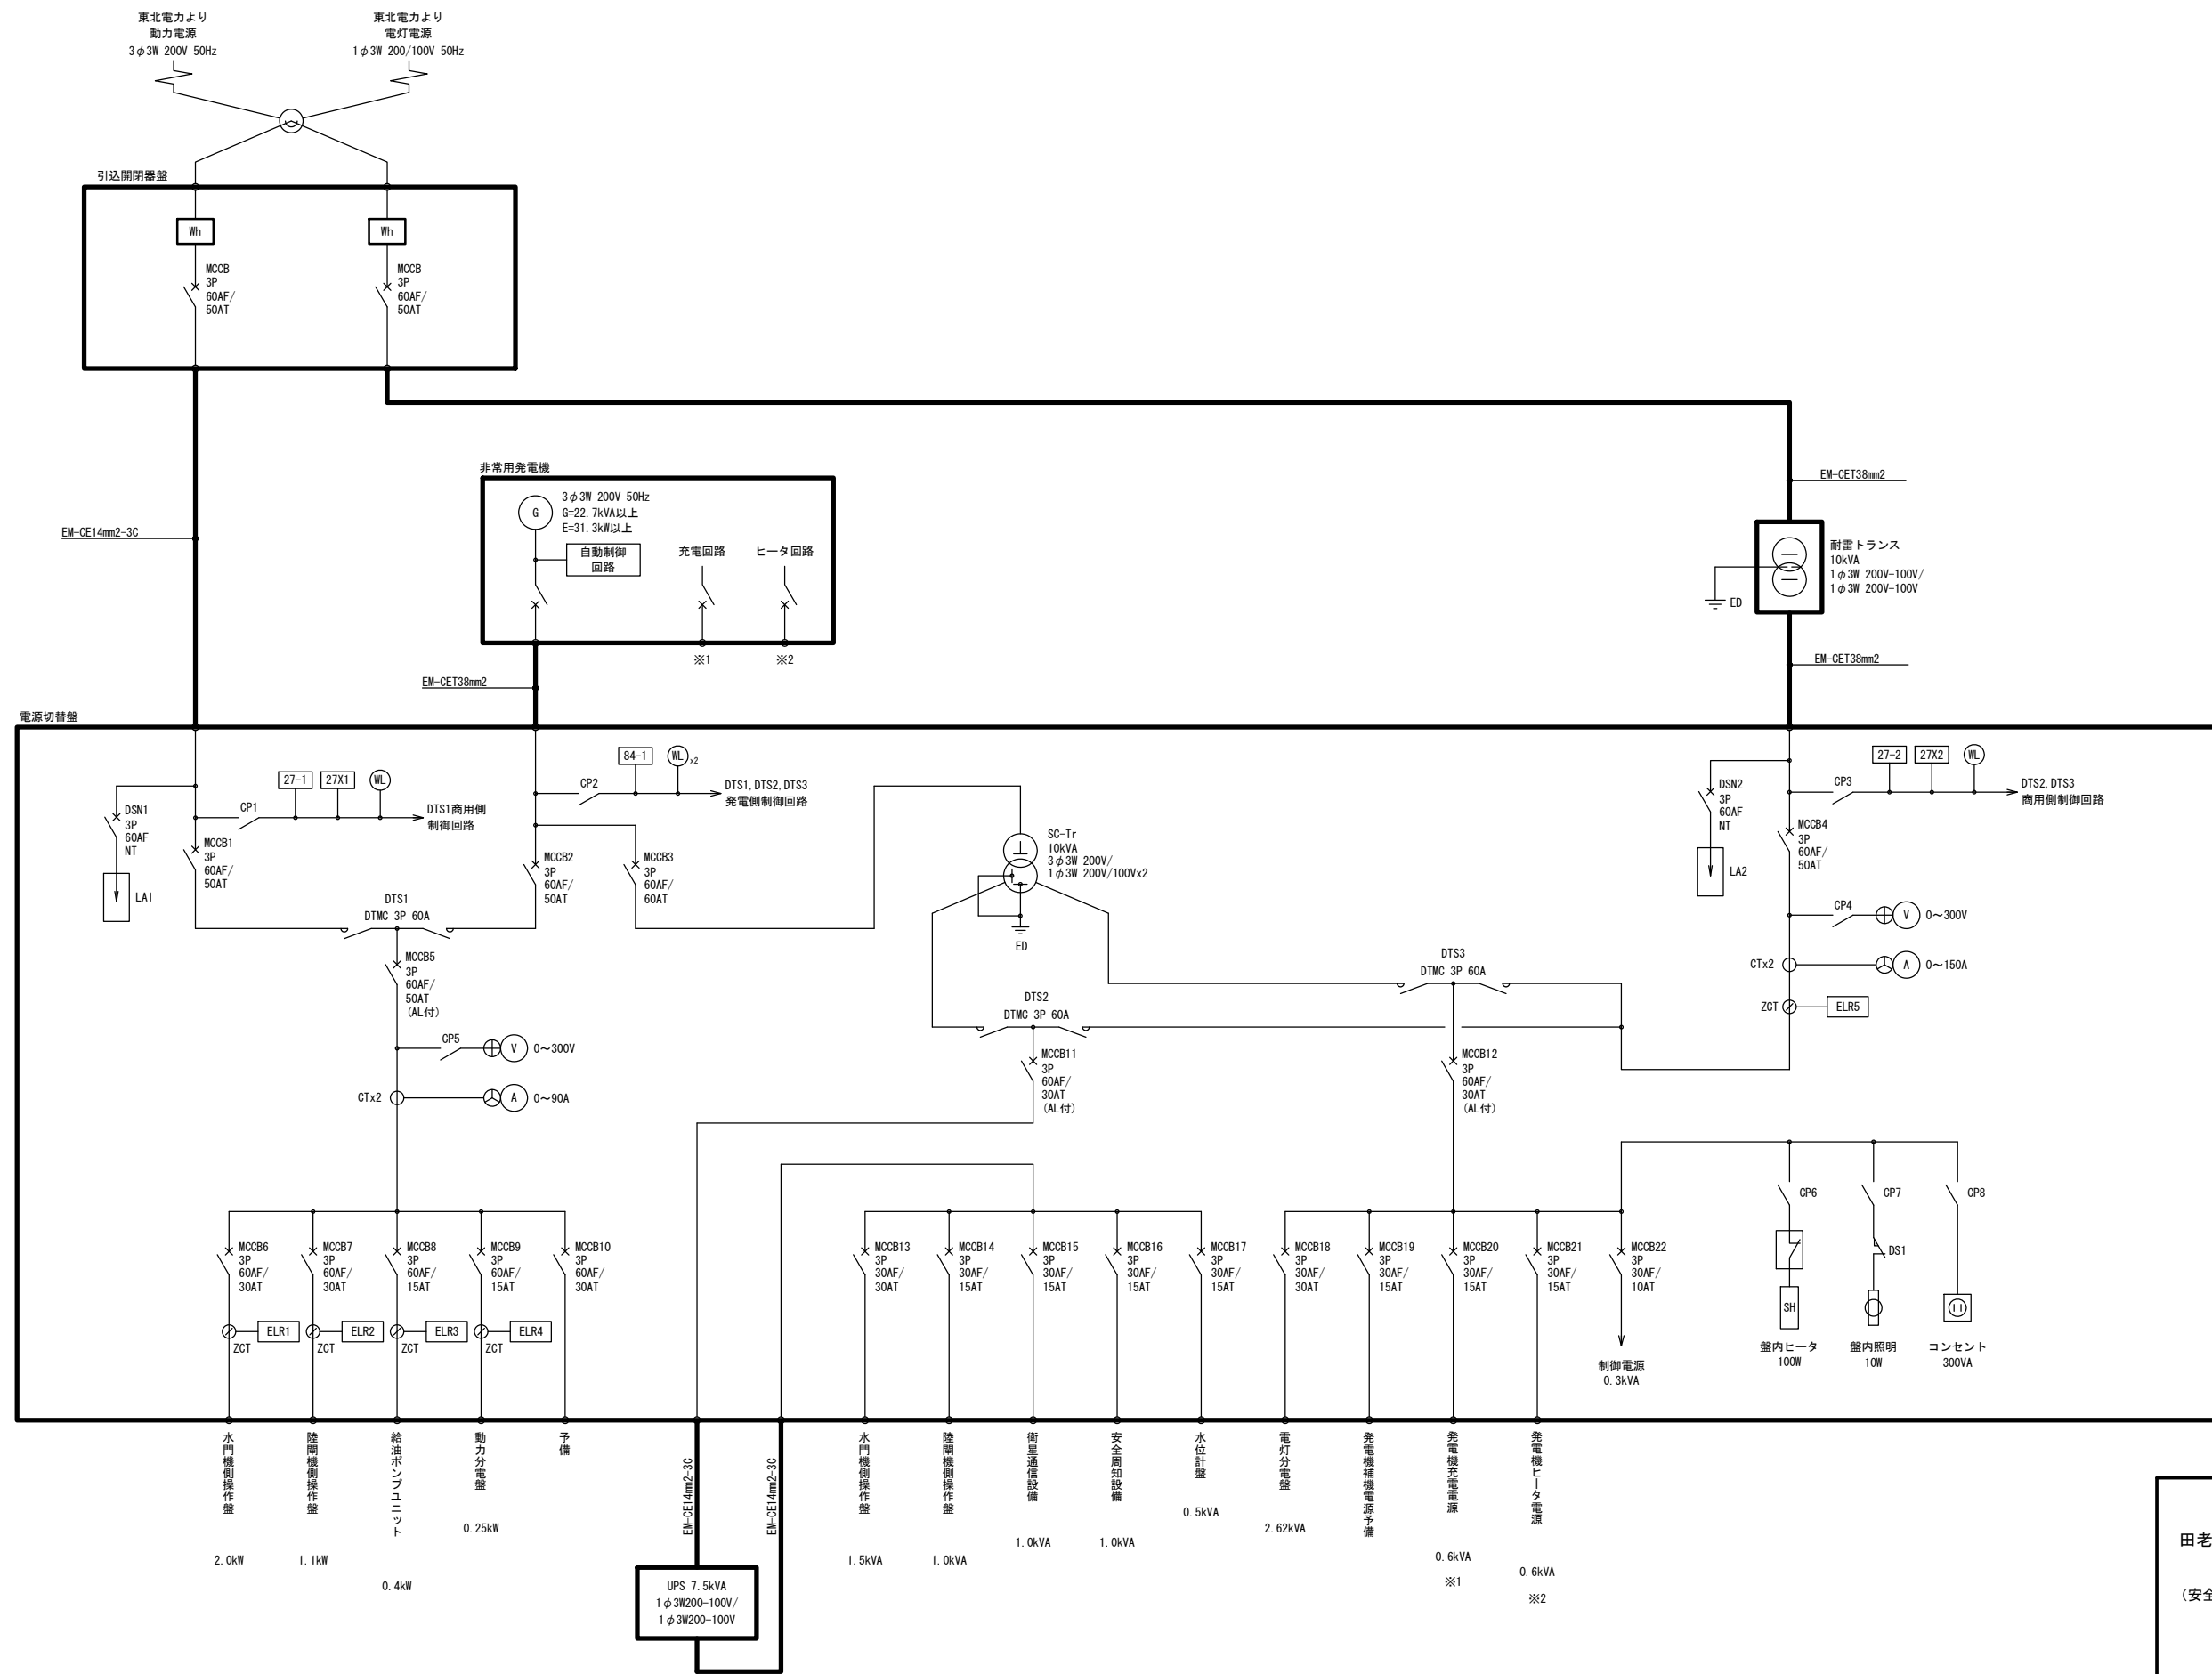 東北電力より
動力電源
3φ3W 200V 50Hz
東北電力より
電灯電源
1φ3W 200/100V 50Hz
引込開閉器盤
Wh
Wh
MCCB
3P
60AF/
50AT
MCCB
3P
60AF/
50AT
EM-CE14mm2-3C
非常用発電機
G
3φ3W 200V 50Hz
G=22.7kVA以上
E=31.3kW以上
自動制御
回路
充電回路
ヒータ回路
※1
※2
EM-CET38mm2
EM-CET38mm2
耐雷トランス
10kVA
1φ3W 200V-100V/
1φ3W 200V-100V
ED
EM-CET38mm2
電源切替盤
DSN1
3P
60AF
NT
LA1
CP1
27-1
27X1
WL
DTS1商用側
制御回路
MCCB1
3P
60AF/
50AT
84-1
WL
x2
CP2
DTS1,DTS2,DTS3
発電側制御回路
MCCB2
3P
60AF/
50AT
MCCB3
3P
60AF/
60AT
DTS1
DTMC 3P 60A
MCCB5
3P
60AF/
50AT
(AL付)
CP5
V
0～300V
CTx2
A
0～90A
SC-Tr
10kVA
3φ3W 200V/
1φ3W 200V/100Vx2
ED
DTS2
DTMC 3P 60A
MCCB11
3P
60AF/
30AT
(AL付)
DTS3
DTMC 3P 60A
MCCB12
3P
60AF/
30AT
(AL付)
DSN2
3P
60AF
NT
LA2
CP3
27-2
27X2
WL
DTS2,DTS3
商用側制御回路
MCCB4
3P
60AF/
50AT
CP4
V
0～300V
CTx2
A
0～150A
ZCT
ELR5
MCCB6
3P
60AF/
30AT
MCCB7
3P
60AF/
30AT
MCCB8
3P
60AF/
15AT
MCCB9
3P
60AF/
15AT
MCCB10
3P
60AF/
30AT
ELR1
ZCT
ELR2
ZCT
ELR3
ZCT
ELR4
ZCT
MCCB13
3P
30AF/
30AT
MCCB14
3P
30AF/
15AT
MCCB15
3P
30AF/
15AT
MCCB16
3P
30AF/
15AT
MCCB17
3P
30AF/
15AT
MCCB18
3P
30AF/
30AT
MCCB19
3P
30AF/
15AT
MCCB20
3P
30AF/
15AT
MCCB21
3P
30AF/
15AT
MCCB22
3P
30AF/
10AT
制御電源
0.3kVA
CP6
SH
盤内ヒータ
100W
CP7
DS1
盤内照明
10W
CP8
コンセント
300VA
水門機側操作盤
2.0kW
陸閘機側操作盤
1.1kW
給油ポンプユニット
0.4kW
動力分電盤
0.25kW
予備
EM-CE14mm2-3C
EM-CE14mm2-3C
UPS 7.5kVA
1φ3W200-100V/
1φ3W200-100V
水門機側操作盤
1.5kVA
陸閘機側操作盤
1.0kVA
衛星通信設備
1.0kVA
安全周知設備
1.0kVA
水位計盤
0.5kVA
電灯分電盤
2.62kVA
発電機補機電源予備
発電機充電電源
0.6kVA
※1
発電機ヒータ電源
0.6kVA
※2
田老
（安全